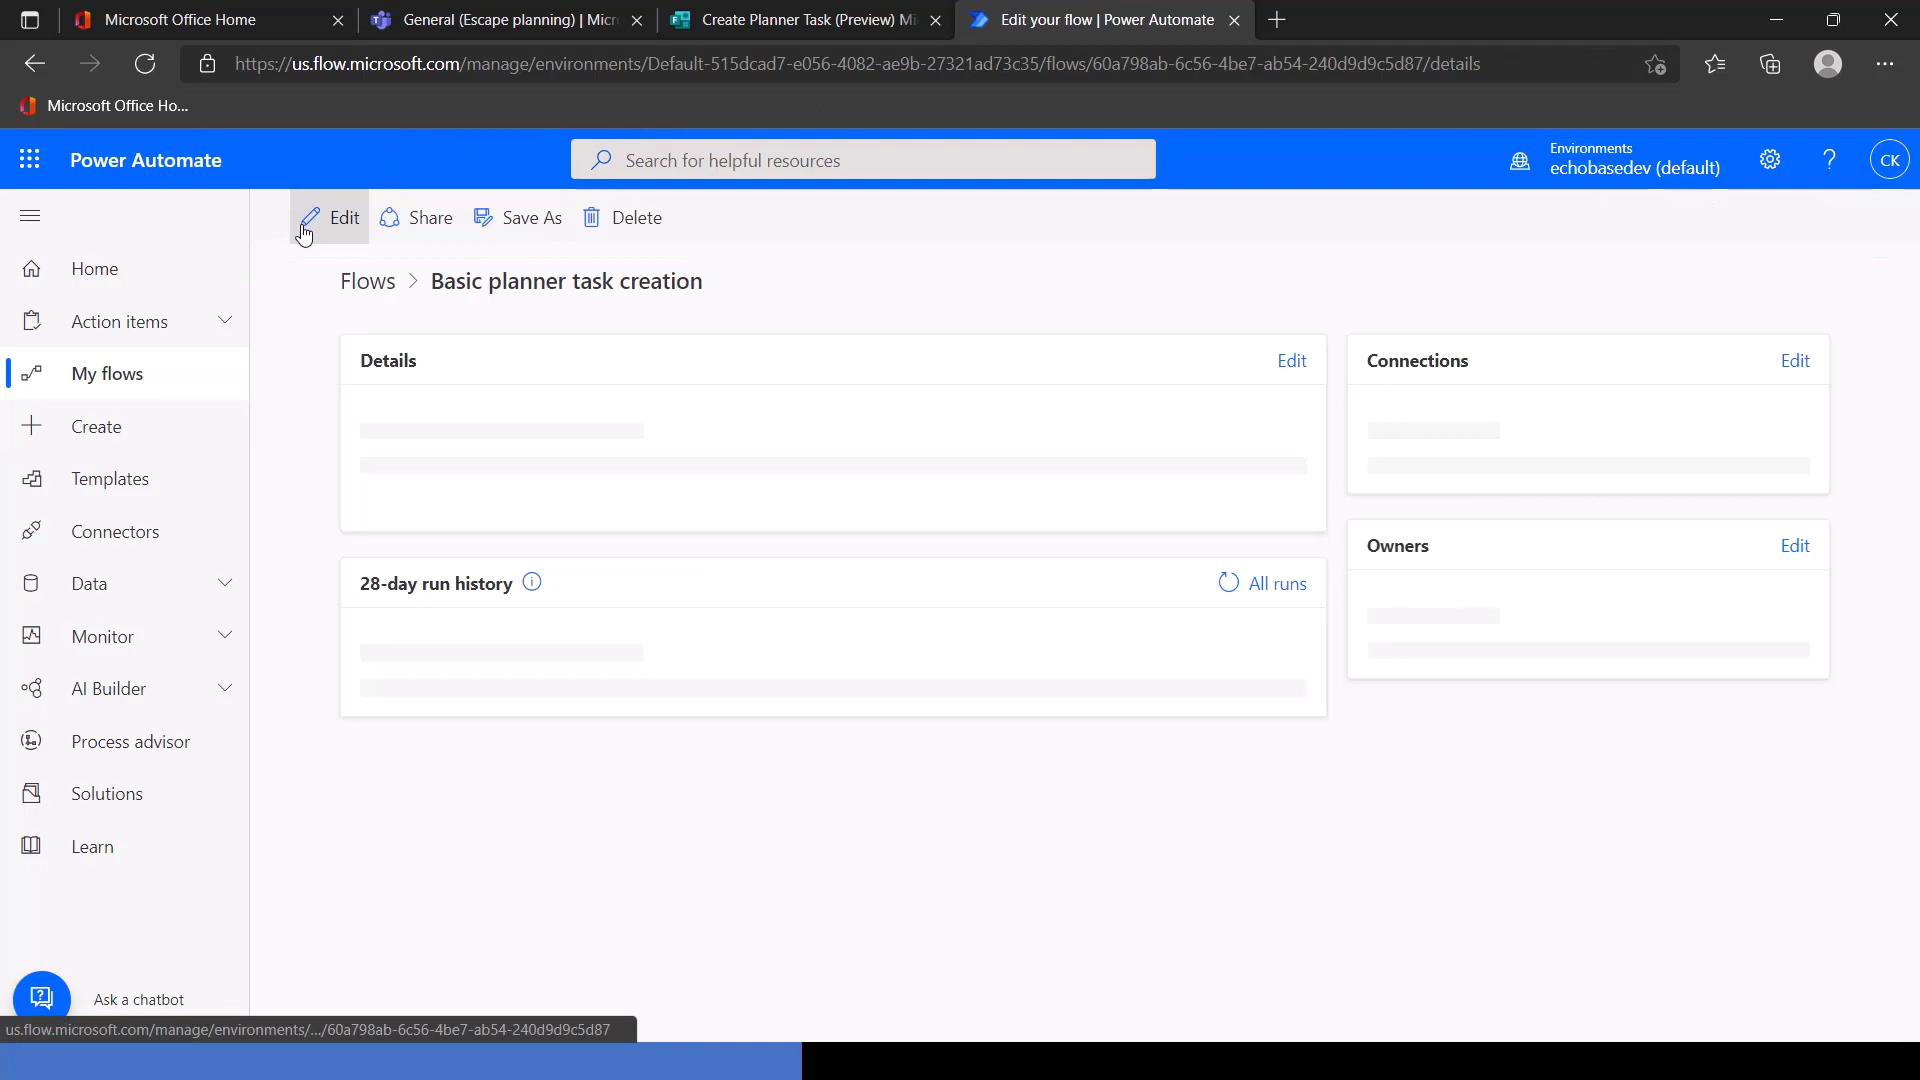 Microsoft Office Home
General (Escape planning) | Micr
Create Planner Task (Preview) Mi
Edit your flow | Power Automate
https://us.flow.microsoft.com/manage/environments/Default-515dcad7-e056-4082-ae9b-27321ad73c35/flows/60a798ab-6c56-4be7-ab54-240d9d9c5d87/details
Microsoft Office Ho...
Power Automate
Search for helpful resources
Environments
echobasedev (default)
?
CK
Edit
Share
Save As
Delete
Home
Flows > Basic planner task creation
Action items
Details
Edit
Connections
Edit
My flows
Create
Templates
Connectors
Owners
Edit
Data
28-day run history
All runs
Monitor
AI Builder
Process advisor
Solutions
Learn
Ask a chatbot
us.flow.microsoft.com/manage/environments/.../60a798ab-6c56-4be7-ab54-240d9d9c5d87